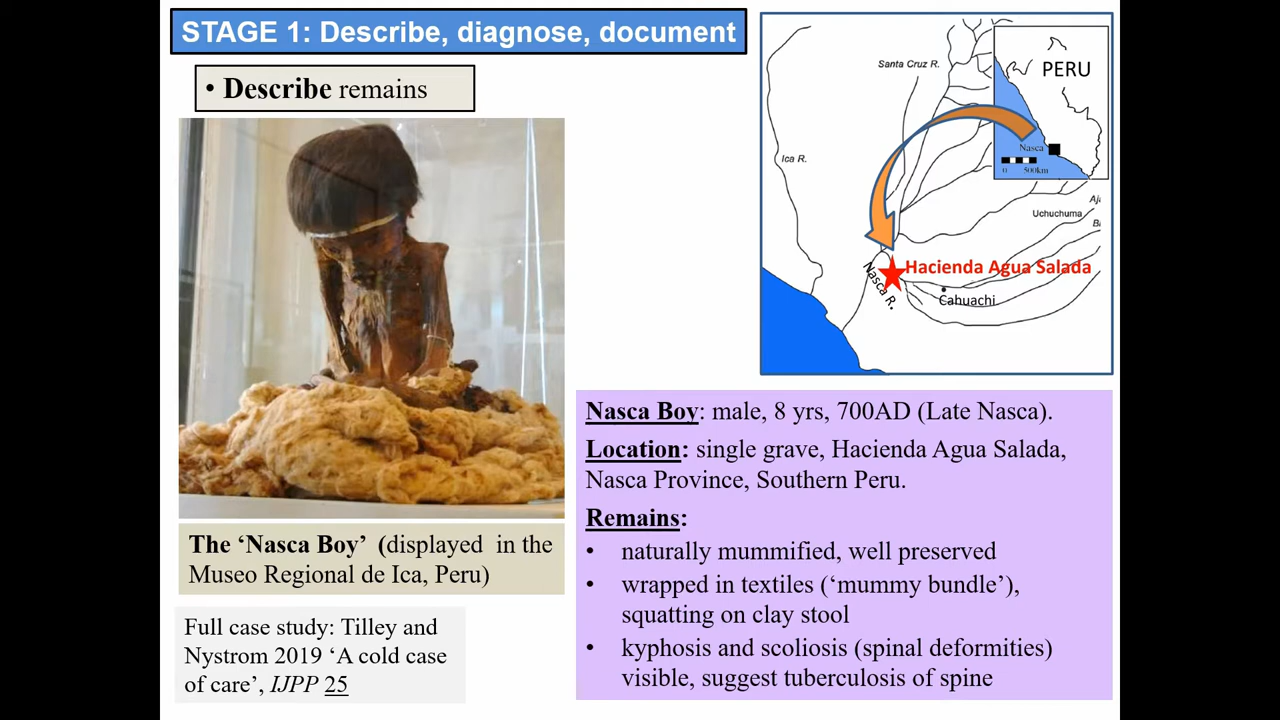 STAGE 1: Describe, diagnose, document
• Describe remains
Santa Cruz R.
PERU
Ica R.
Nasca
0 500km
Uchuchuma
Hacienda Agua Salada
Nasca R.
Cahuachi
The ‘Nasca Boy’ (displayed in the
Museo Regional de Ica, Peru)
Full case study: Tilley and
Nystrom 2019 ‘A cold case
of care’, IJPP 25
Nasca Boy: male, 8 yrs, 700AD (Late Nasca).
Location: single grave, Hacienda Agua Salada,
Nasca Province, Southern Peru.
Remains:
• naturally mummified, well preserved
• wrapped in textiles (‘mummy bundle’),
squatting on clay stool
• kyphosis and scoliosis (spinal deformities)
visible, suggest tuberculosis of spine